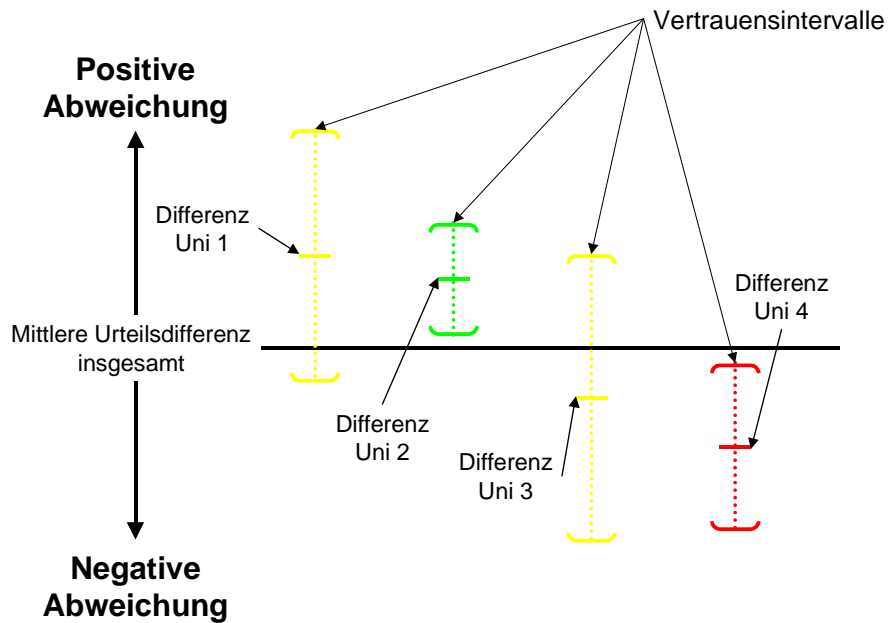 Vertrauensintervalle
Positive
Abweichung
Differenz
Uni 1
Differenz
Uni 4
Mittlere Urteilsdifferenz
insgesamt
Differenz
Uni 2
Differenz
Uni 3
Negative
Abweichung